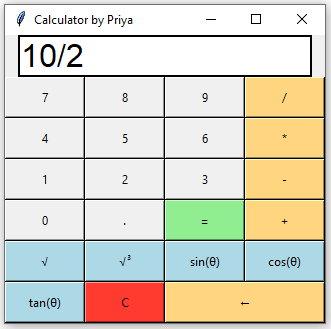 Calculator by Priya
10/2
7 8 9 /
4 5 6 *
1 2 3 -
0 . = +
√ √³ sin(θ) cos(θ)
tan(θ) C ←